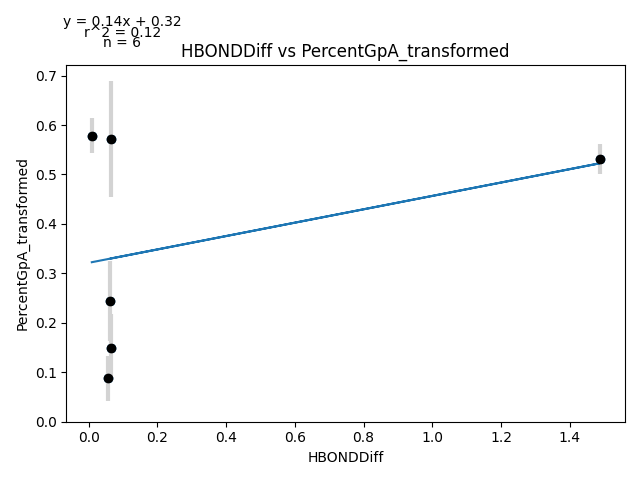 y = 0.14x + 0.32
r^2 = 0.12
n = 6
HBONDDiff vs PercentGpA_transformed
PercentGpA_transformed
0.7
0.6
0.5
0.4
0.3
0.2
0.1
0.0
0.0 0.2 0.4 0.6 0.8 1.0 1.2 1.4
HBONDDiff